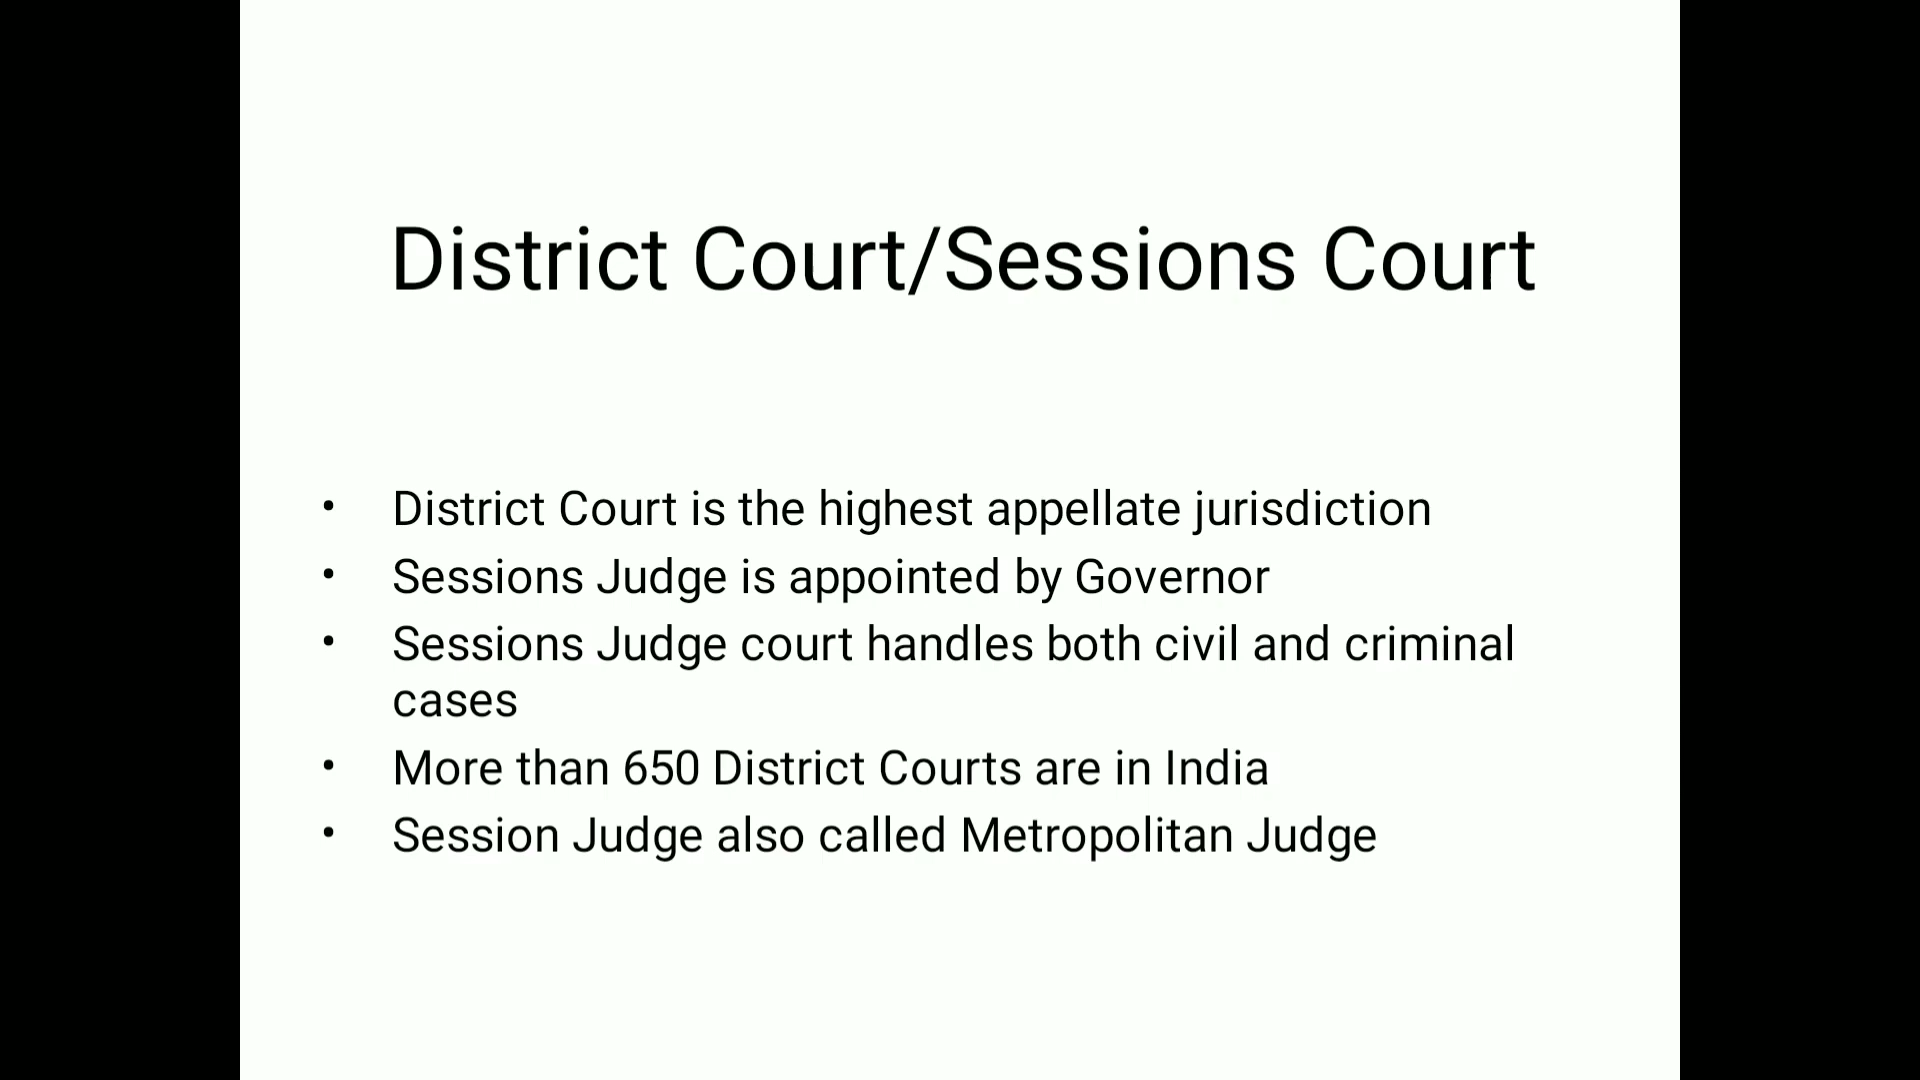 District Court/Sessions Court
• District Court is the highest appellate jurisdiction
• Sessions Judge is appointed by Governor
• Sessions Judge court handles both civil and criminal
cases
• More than 650 District Courts are in India
• Session Judge also called Metropolitan Judge